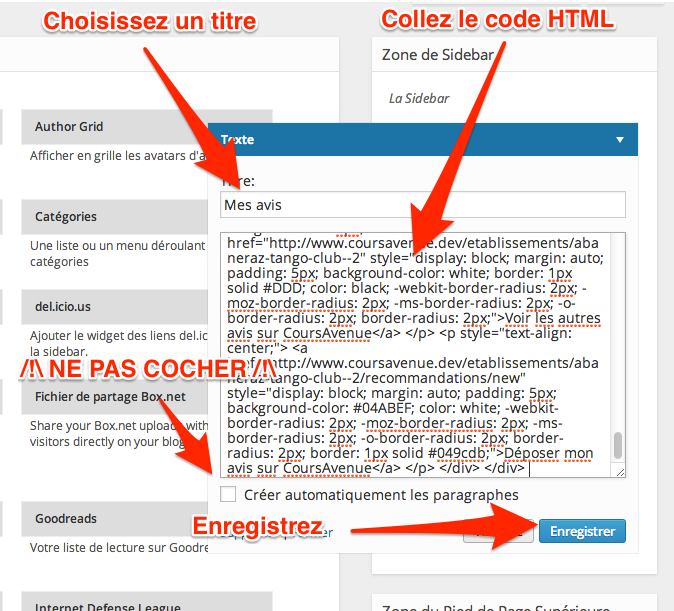 Choisissez un titre
Collez le code HTML
Zone de Sidebar
La Sidebar
Author Grid
Afficher en grille les avatars d'a
Catégories
Une liste ou un menu déroulant
catégories
del.icio.us
Ajouter le widget des liens del.ic
la sidebar.
/!\ NE PAS COCHER /!\
Fichier de partage Box.net
Share your Box.net uploads with
visitors directly on your blog
Goodreads
Votre liste de lecture sur Goodre
Internet Defense League
Texte
Titre:
Mes avis
href="http://www.coursavenue.dev/etablissements/aba
neraz-tango-club--2" style="display: block; margin: auto;
padding: 5px; background-color: white; border: 1px
solid #DDD; color: black; -webkit-border-radius: 2px; -
moz-border-radius: 2px; -ms-border-radius: 2px; -o-
border-radius: 2px; border-radius: 2px;">Voir les autres
avis sur CoursAvenue</a> </p> <p style="text-align:
center;"> <a
href="http://www.coursavenue.dev/etablissements/aba
neraz-tango-club--2/recommandations/new"
style="display: block; margin: auto; padding: 5px;
background-color: #04ABEF; color: white; -webkit-
border-radius: 2px; -moz-border-radius: 2px; -ms-
border-radius: 2px; -o-border-radius: 2px; border-
radius: 2px; border: 1px solid #049cdb;">Déposer mon
avis sur CoursAvenue</a> </p> </div> </div>
Créer automatiquement les paragraphes
Enregistrez
Enregistrer
Zone du Pied de Page Supérieure